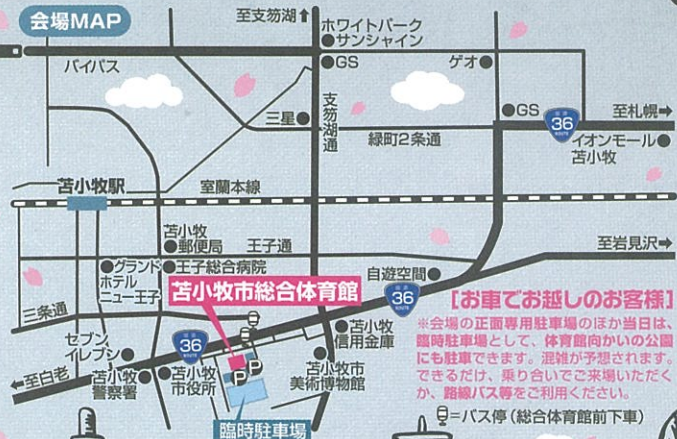 会場MAP
至支笏湖↑
ホワイトパーク
サンシャイン
GS
ゲオ
バイパス
三星
支笏湖通
GS
至札幌→
国道
36
ROUTE
イオンモール
苫小牧
緑町2条通
苫小牧駅
室蘭本線
苫小牧
郵便局
王子通
至岩見沢→
グランド
ホテル
ニュー王子
王子総合病院
自遊空間
苫小牧市総合体育館
国道
36
ROUTE
三条通
セブン
イレブン
国道
36
ROUTE
←至白老
苫小牧
警察署
苫小牧
市役所
P
P
苫小牧
信用金庫
苫小牧市
美術博物館
臨時駐車場
[お車でお越しのお客様]
※会場の正面専用駐車場のほか当日は、
臨時駐車場として、体育館向かいの公園
にも駐車できます。混雑が予想されます。
できるだけ、乗り合いでご来場いただく
か、路線バス等をご利用ください。
=バス停(総合体育館前下車)